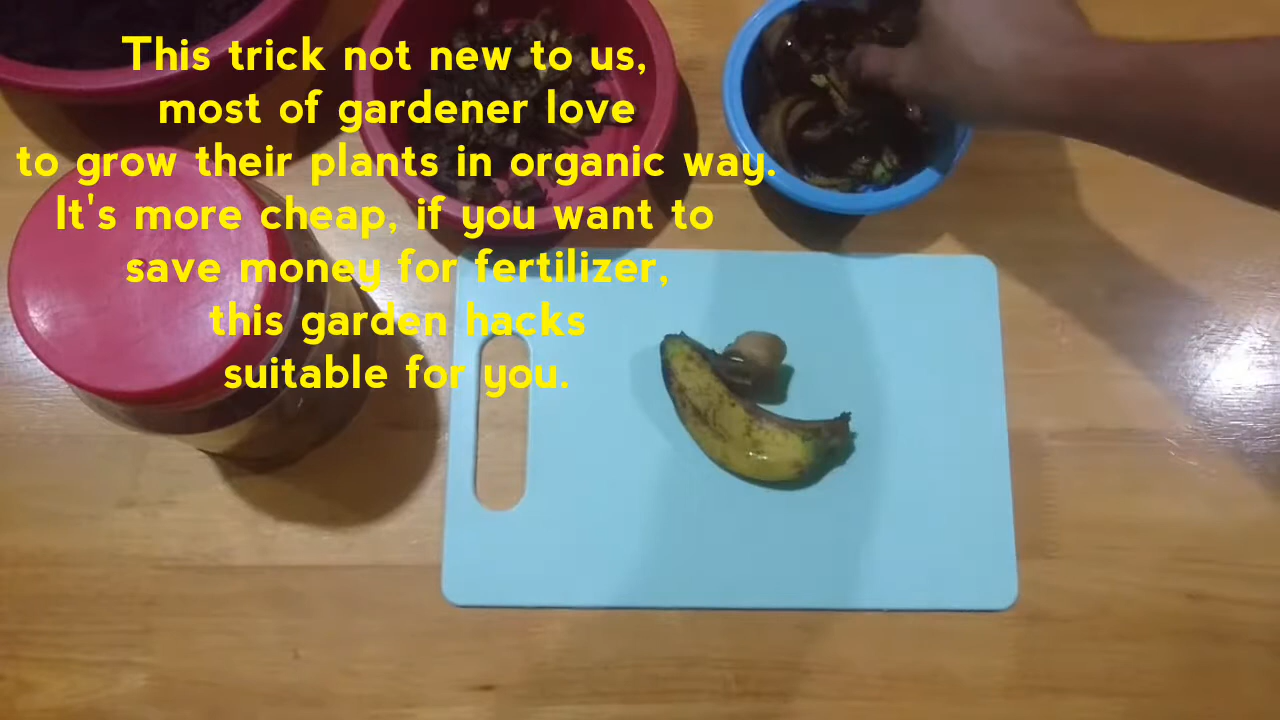 This trick not new to us,
most of gardener love
to grow their plants in organic way.
It's more cheap, if you want to
save money for fertilizer,
this garden hacks
suitable for you.